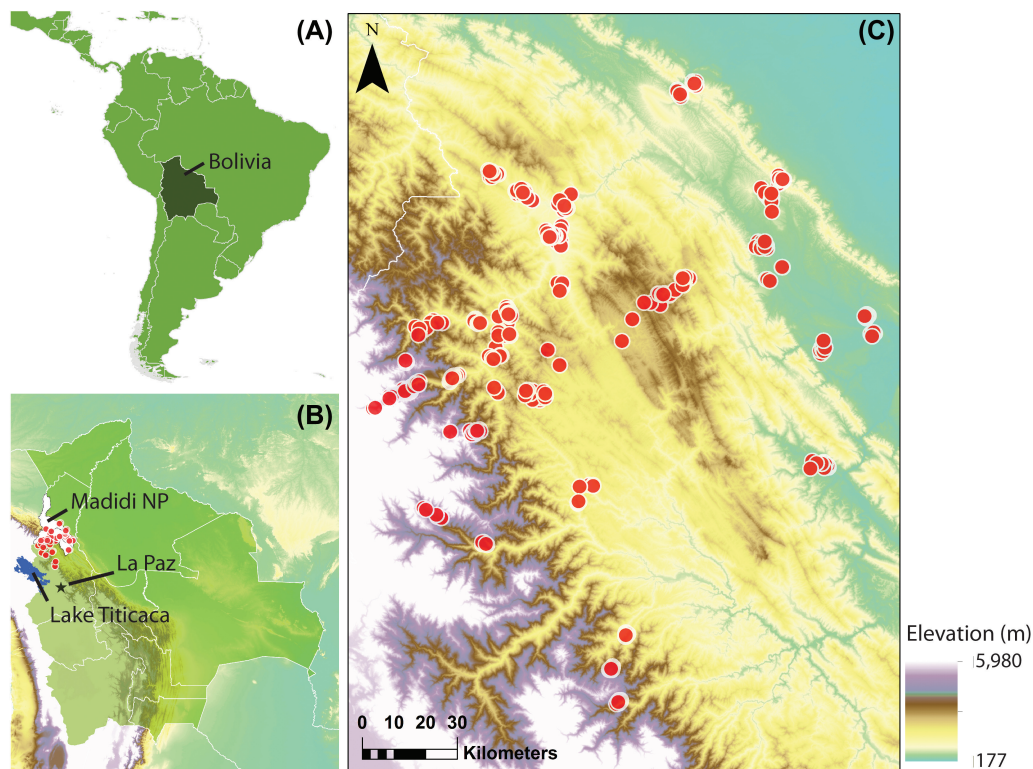 (A)
Bolivia
(B)
Madidi NP
La Paz
Lake Titicaca
(C)
N
0 10 20 30
Kilometers
Elevation (m)
5,980
177